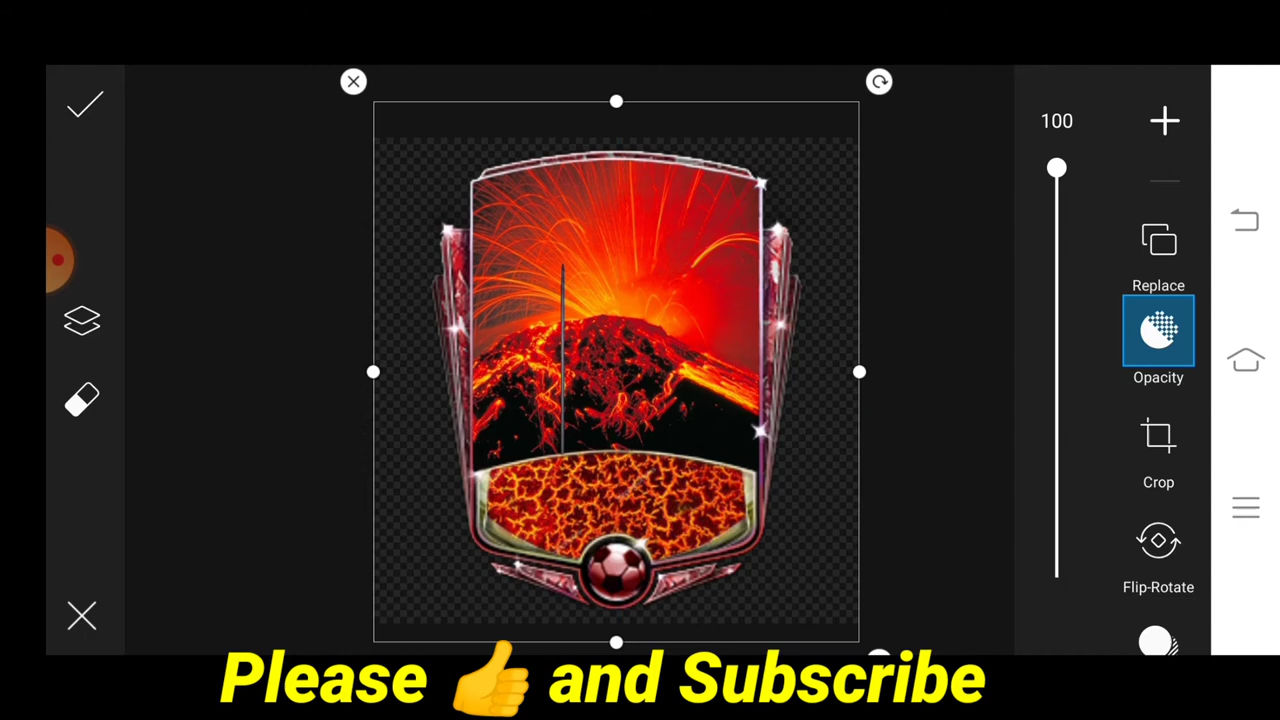 100
Replace
Opacity
Crop
Flip-Rotate
Please 👍 and Subscribe